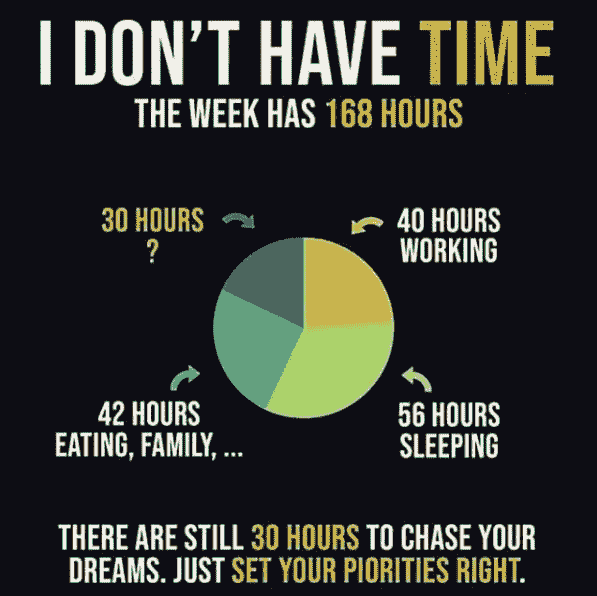 I DON'T HAVE TIME
THE WEEK HAS 168 HOURS
30 HOURS
?
40 HOURS
WORKING
42 HOURS
EATING, FAMILY, ...
56 HOURS
SLEEPING
THERE ARE STILL 30 HOURS TO CHASE YOUR
DREAMS. JUST SET YOUR PIORITIES RIGHT.